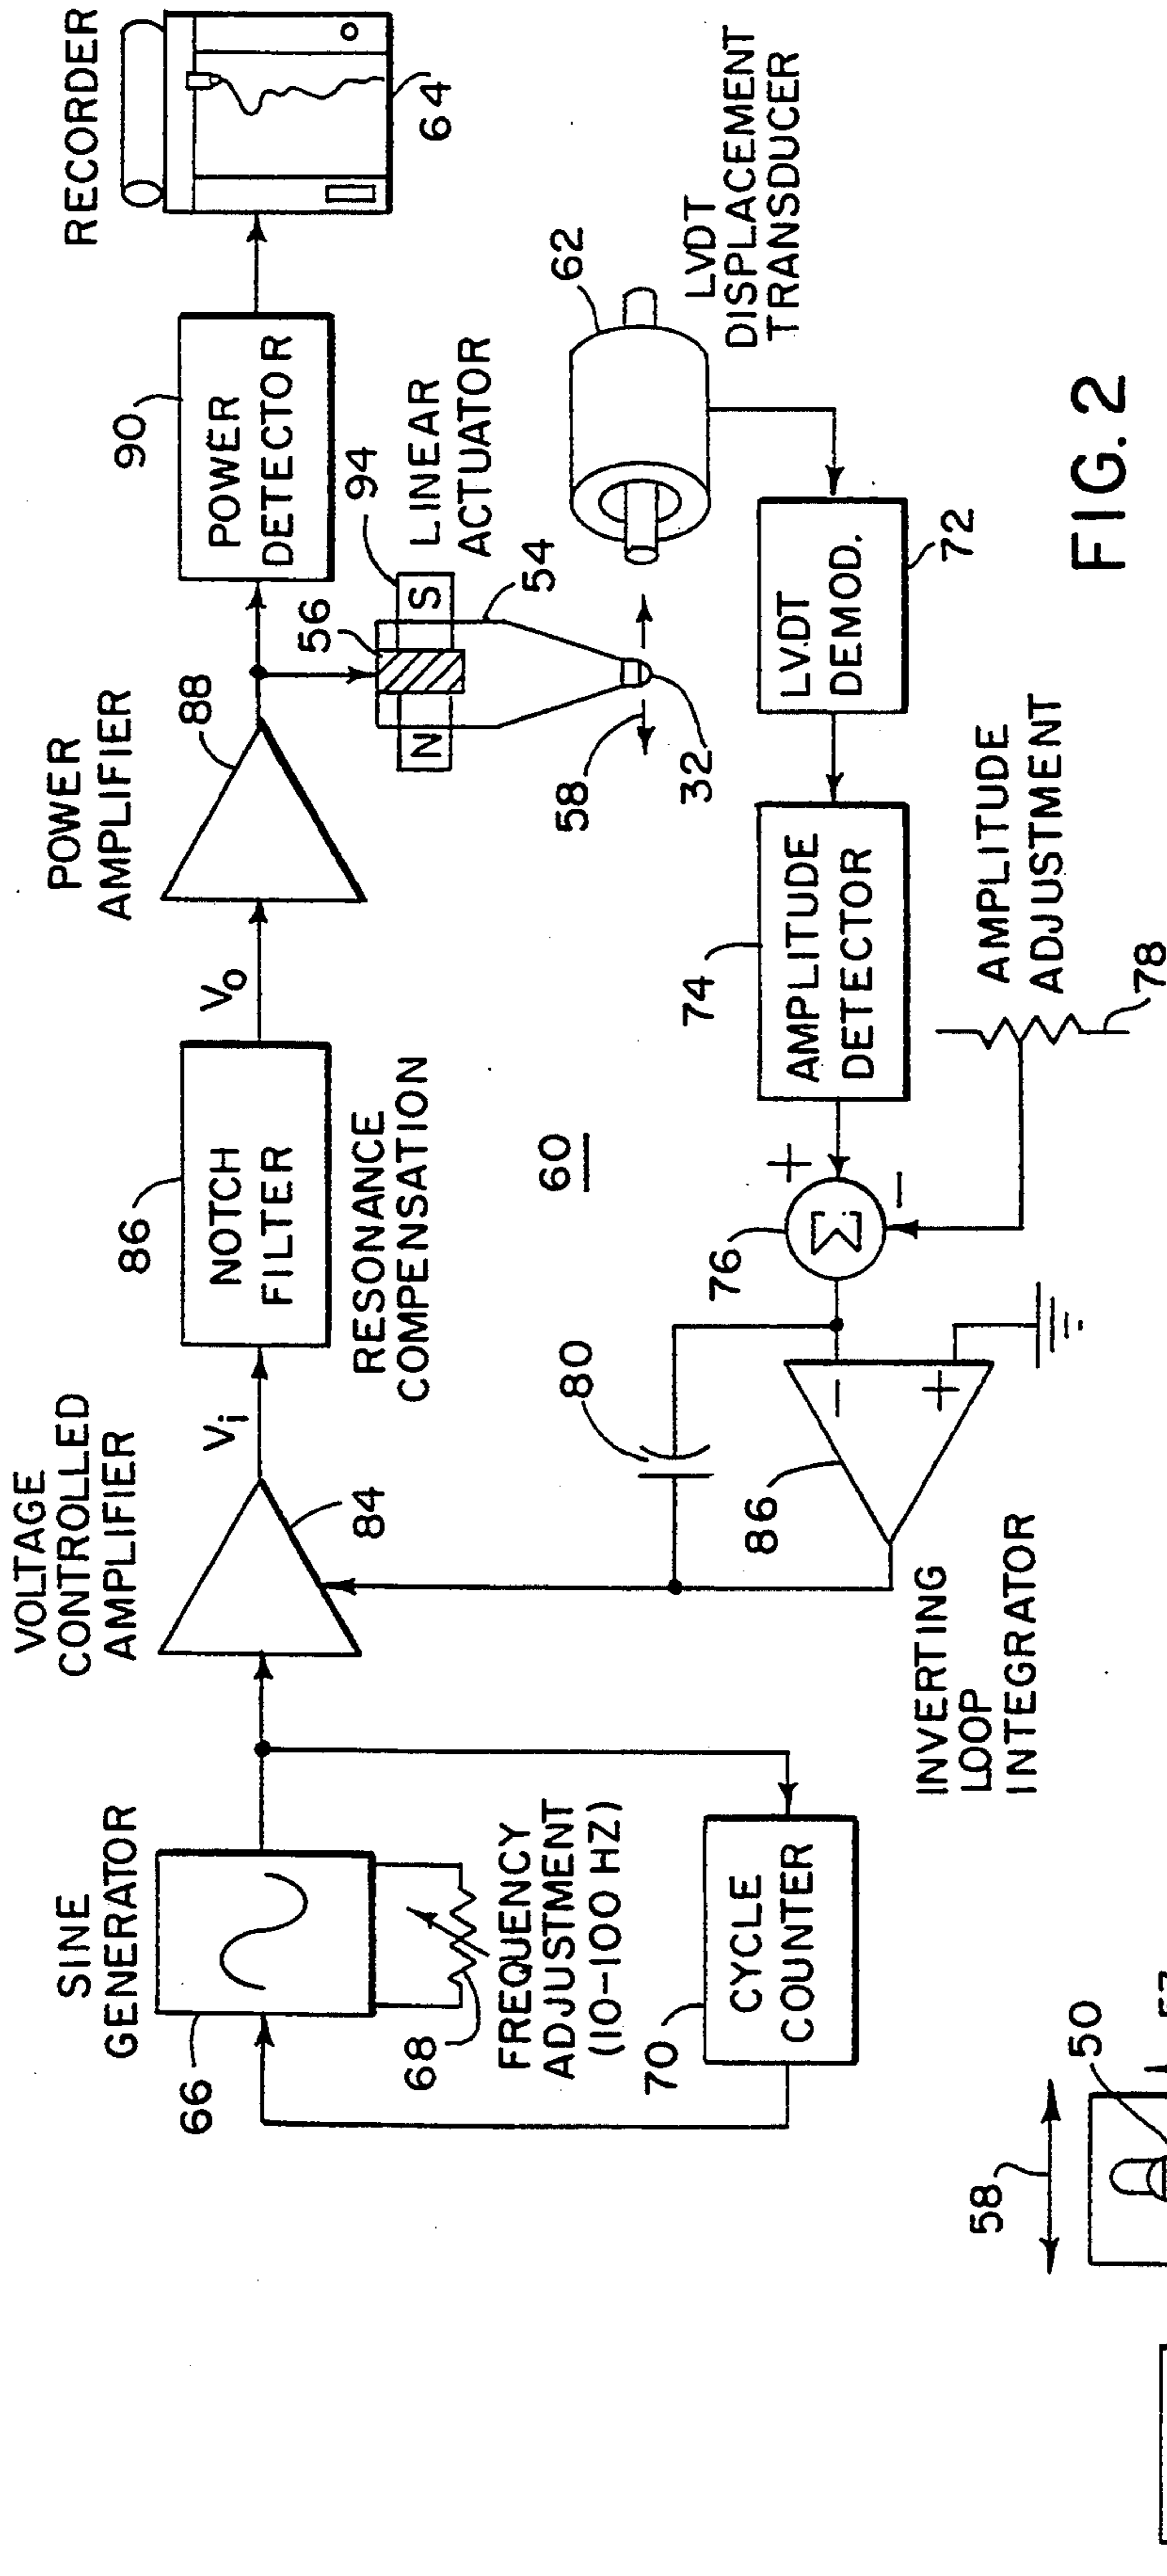 SINE
GENERATOR
66
68
FREQUENCY
ADJUSTMENT
(10-100 HZ)
70
CYCLE
COUNTER
VOLTAGE
CONTROLLED
AMPLIFIER
84
Vi
86
NOTCH
FILTER
RESONANCE
COMPENSATION
Vo
POWER
AMPLIFIER
88
90
POWER
DETECTOR
RECORDER
64
56
94
N
S
LINEAR
ACTUATOR
54
58
32
62
LVDT
DISPLACEMENT
TRANSDUCER
60
80
86
-
+
INVERTING
LOOP
INTEGRATOR
76
Σ
+
-
74
AMPLITUDE
DETECTOR
LVDT
DEMOD.
72
AMPLITUDE
ADJUSTMENT
78
FIG. 2
58
50